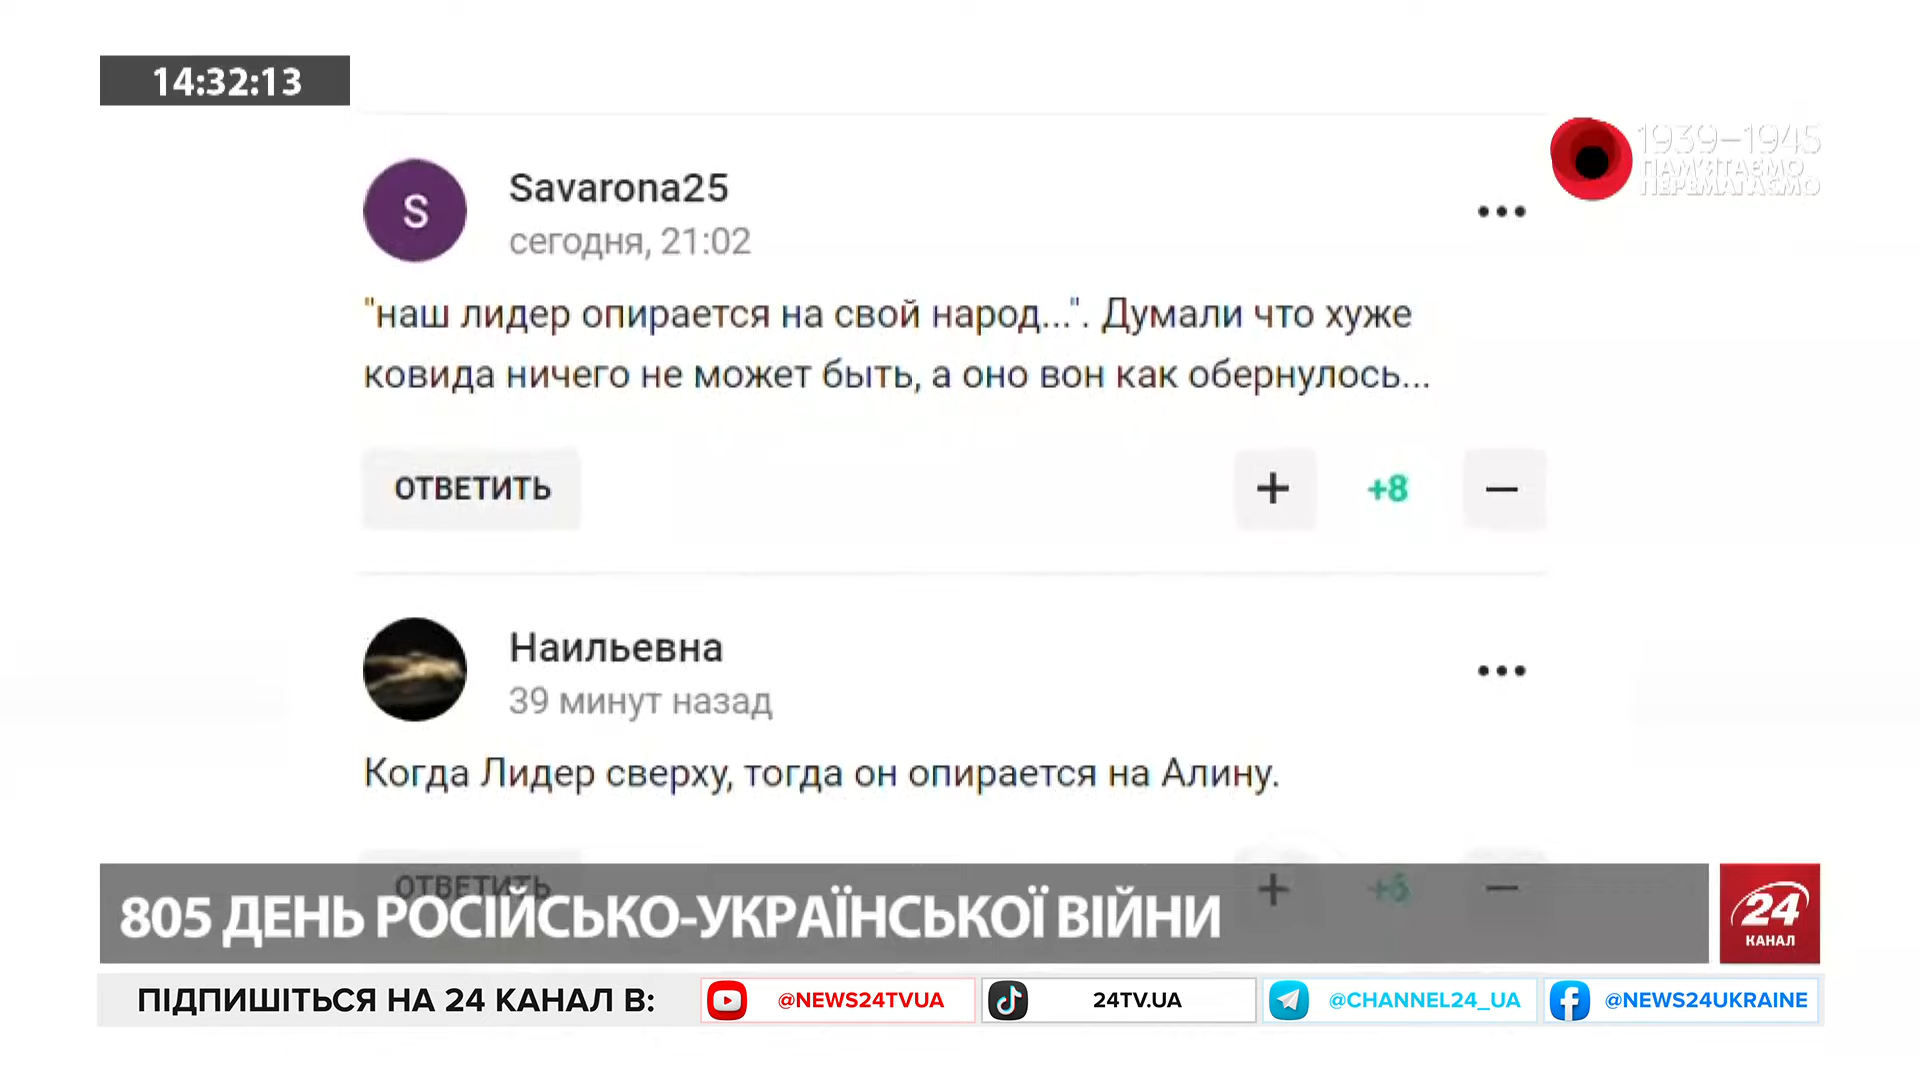 14:32:13
1939–1945
ПАМ'ЯТАЄМО
ПЕРЕМАГАЄМО
S
Savarona25
сегодня, 21:02
"наш лидер опирается на свой народ...". Думали что хуже
ковида ничего не может быть, а оно вон как обернулось...
ОТВЕТИТЬ
+ +8 –
Наильевна
39 минут назад
Когда Лидер сверху, тогда он опирается на Алину.
ОТВЕТИТЬ
+ +6 –
805 ДЕНЬ РОСІЙСЬКО-УКРАЇНСЬКОЇ ВІЙНИ
24
КАНАЛ
ПІДПИШІТЬСЯ НА 24 КАНАЛ В: @NEWS24TVUA 24TV.UA @CHANNEL24_UA @NEWS24UKRAINE